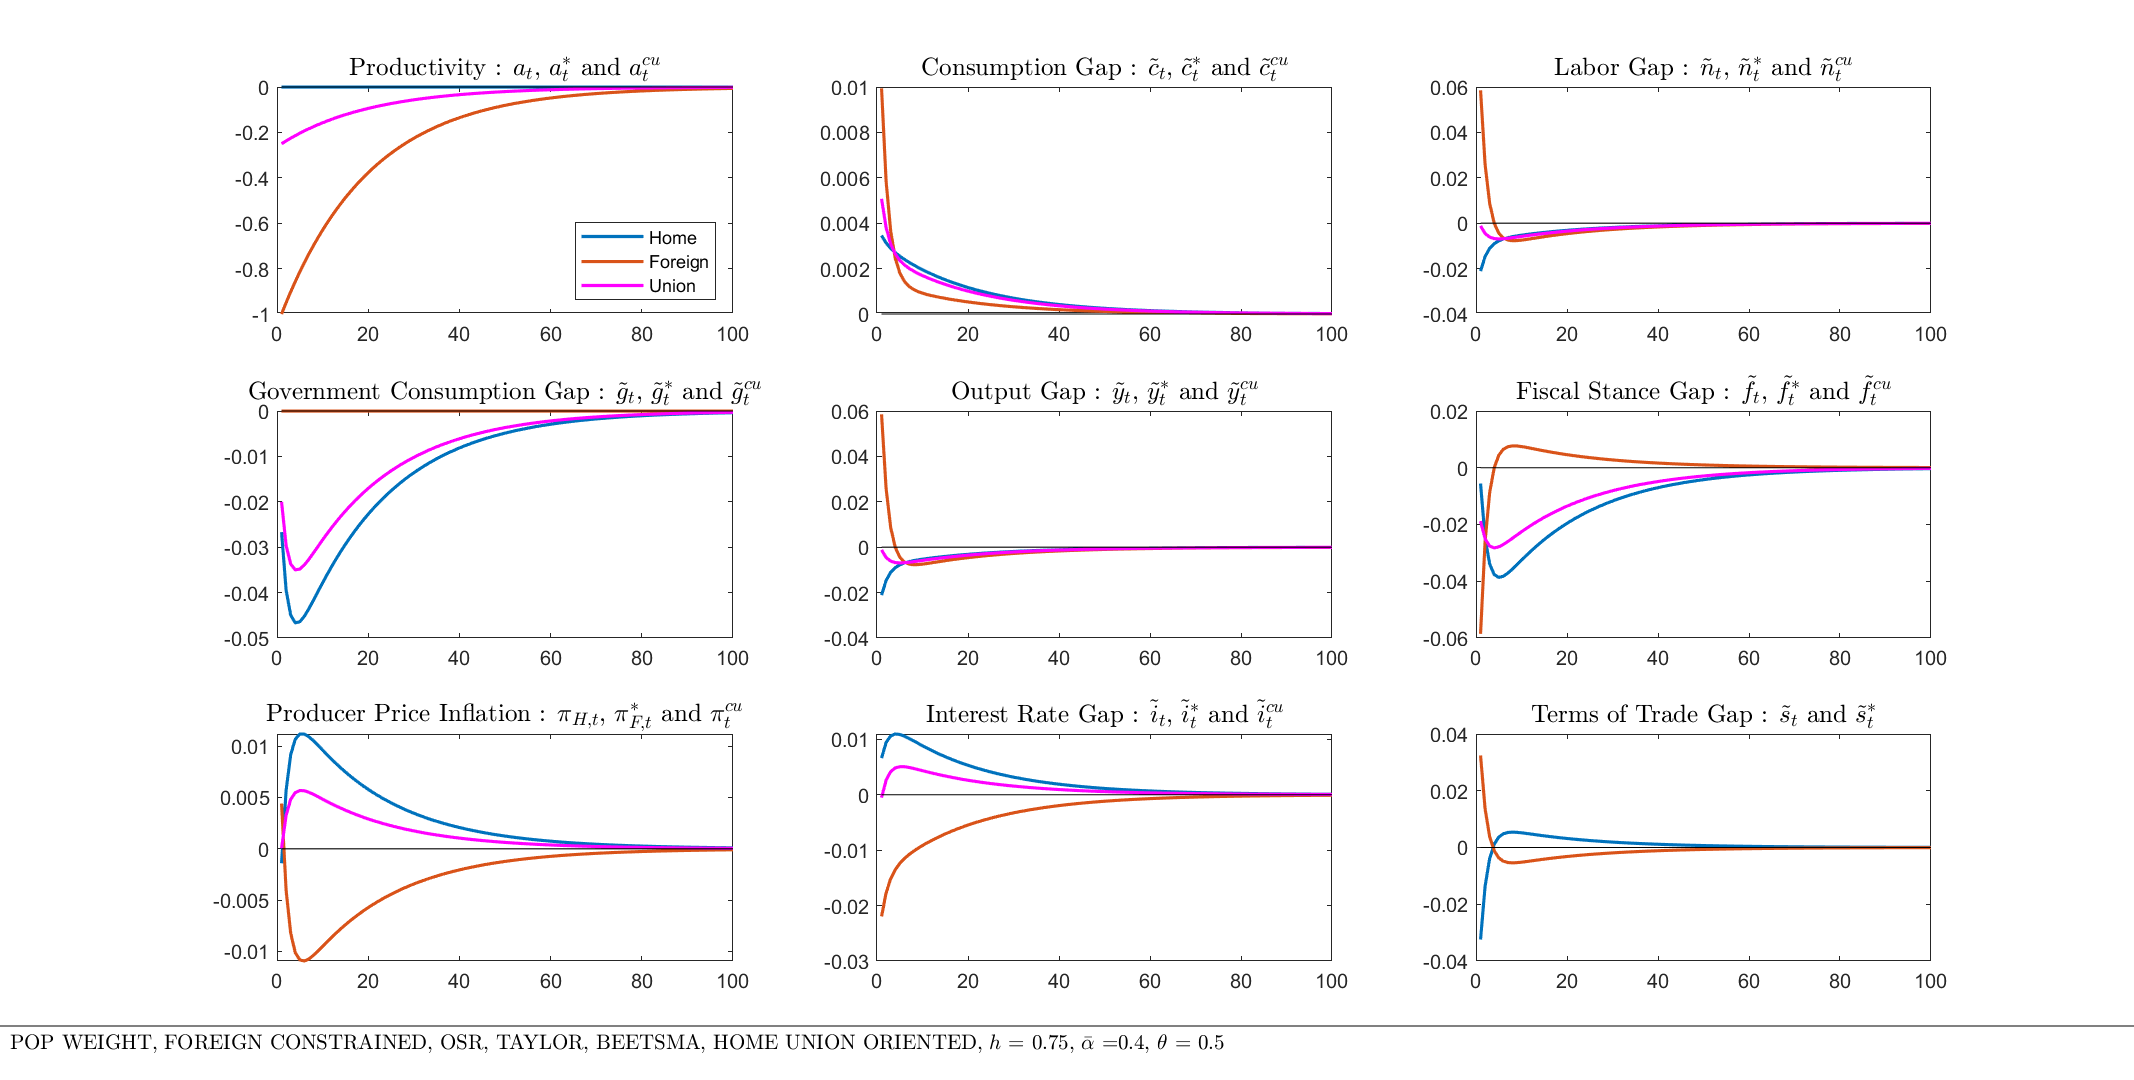 Productivity : a_t, a_t^* and a_t^{cu}
0
-0.2
-0.4
-0.6
-0.8
-1
0 20 40 60 80 100
Home
Foreign
Union
Consumption Gap : c̃_t, c̃_t^* and c̃_t^{cu}
0.01
0.008
0.006
0.004
0.002
0
0 20 40 60 80 100
Labor Gap : ñ_t, ñ_t^* and ñ_t^{cu}
0.06
0.04
0.02
0
-0.02
-0.04
0 20 40 60 80 100
Government Consumption Gap : g̃_t, g̃_t^* and g̃_t^{cu}
0
-0.01
-0.02
-0.03
-0.04
-0.05
0 20 40 60 80 100
Output Gap : ỹ_t, ỹ_t^* and ỹ_t^{cu}
0.06
0.04
0.02
0
-0.02
-0.04
0 20 40 60 80 100
Fiscal Stance Gap : f̃_t, f̃_t^* and f̃_t^{cu}
0.02
0
-0.02
-0.04
-0.06
0 20 40 60 80 100
Producer Price Inflation : π_{H,t}, π_{F,t}^* and π_t^{cu}
0.01
0.005
0
-0.005
-0.01
0 20 40 60 80 100
Interest Rate Gap : ĩ_t, ĩ_t^* and ĩ_t^{cu}
0.01
0
-0.01
-0.02
-0.03
0 20 40 60 80 100
Terms of Trade Gap : s̃_t and s̃_t^*
0.04
0.02
0
-0.02
-0.04
0 20 40 60 80 100
POP WEIGHT, FOREIGN CONSTRAINED, OSR, TAYLOR, BEETSMA, HOME UNION ORIENTED, h = 0.75, ᾱ =0.4, θ = 0.5